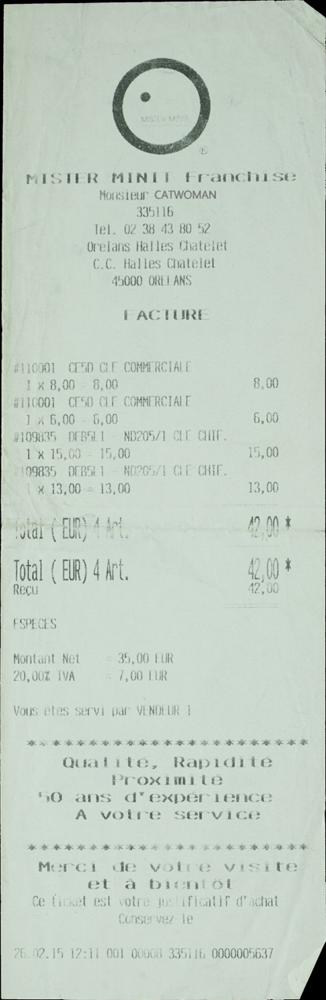 MISTER MINIT
®
MISTER MINIT Franchise
Monsieur CATWOMAN
335116
Tel. 02 38 43 80 52
Orelans Halles Chatelet
C.C. Halles Chatelet
45000 ORLEANS
FACTURE
#110001 CF5D CLE COMMERCIALE
1 x 8,00 = 8,00 8,00
#110001 CF5D CLE COMMERCIALE
1 x 6,00 = 6,00 6,00
#109835 DEB5L1 - ND205/1 CLE CHIF.
1 x 15,00 = 15,00 15,00
#109835 DEB5L1 - ND205/1 CLE CHIF.
1 x 13,00 = 13,00 13,00
Total ( EUR) 4 Art. 42,00 *
Total ( EUR) 4 Art. 42,00 *
Reçu 42,00
ESPECES
Montant Net = 35,00 EUR
20,00% TVA = 7,00 EUR
Vous etes servi par VENDEUR 1
*************************
Qualité, Rapidité
Proximité
50 ans d'expérience
A votre service
*************************
Merci de votre visite
et à bientôt
Ce ticket est votre justificatif d'achat
Conservez-le
26.02.15 12:11 001 00008 335116 0000005637